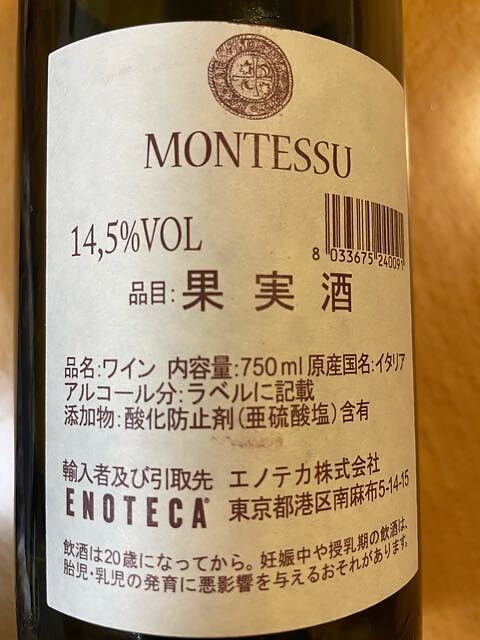 MONTESSU
14,5%VOL
8 033675 240091
品目:果実酒
品名:ワイン 内容量:750ml 原産国名:イタリア
アルコール分:ラベルに記載
添加物:酸化防止剤(亜硫酸塩)含有
輸入者及び引取先 エノテカ株式会社
ENOTECA® 東京都港区南麻布5-14-15
飲酒は20歳になってから。妊娠中や授乳期の飲酒は、
胎児・乳児の発育に悪影響を与えるおそれがあります。